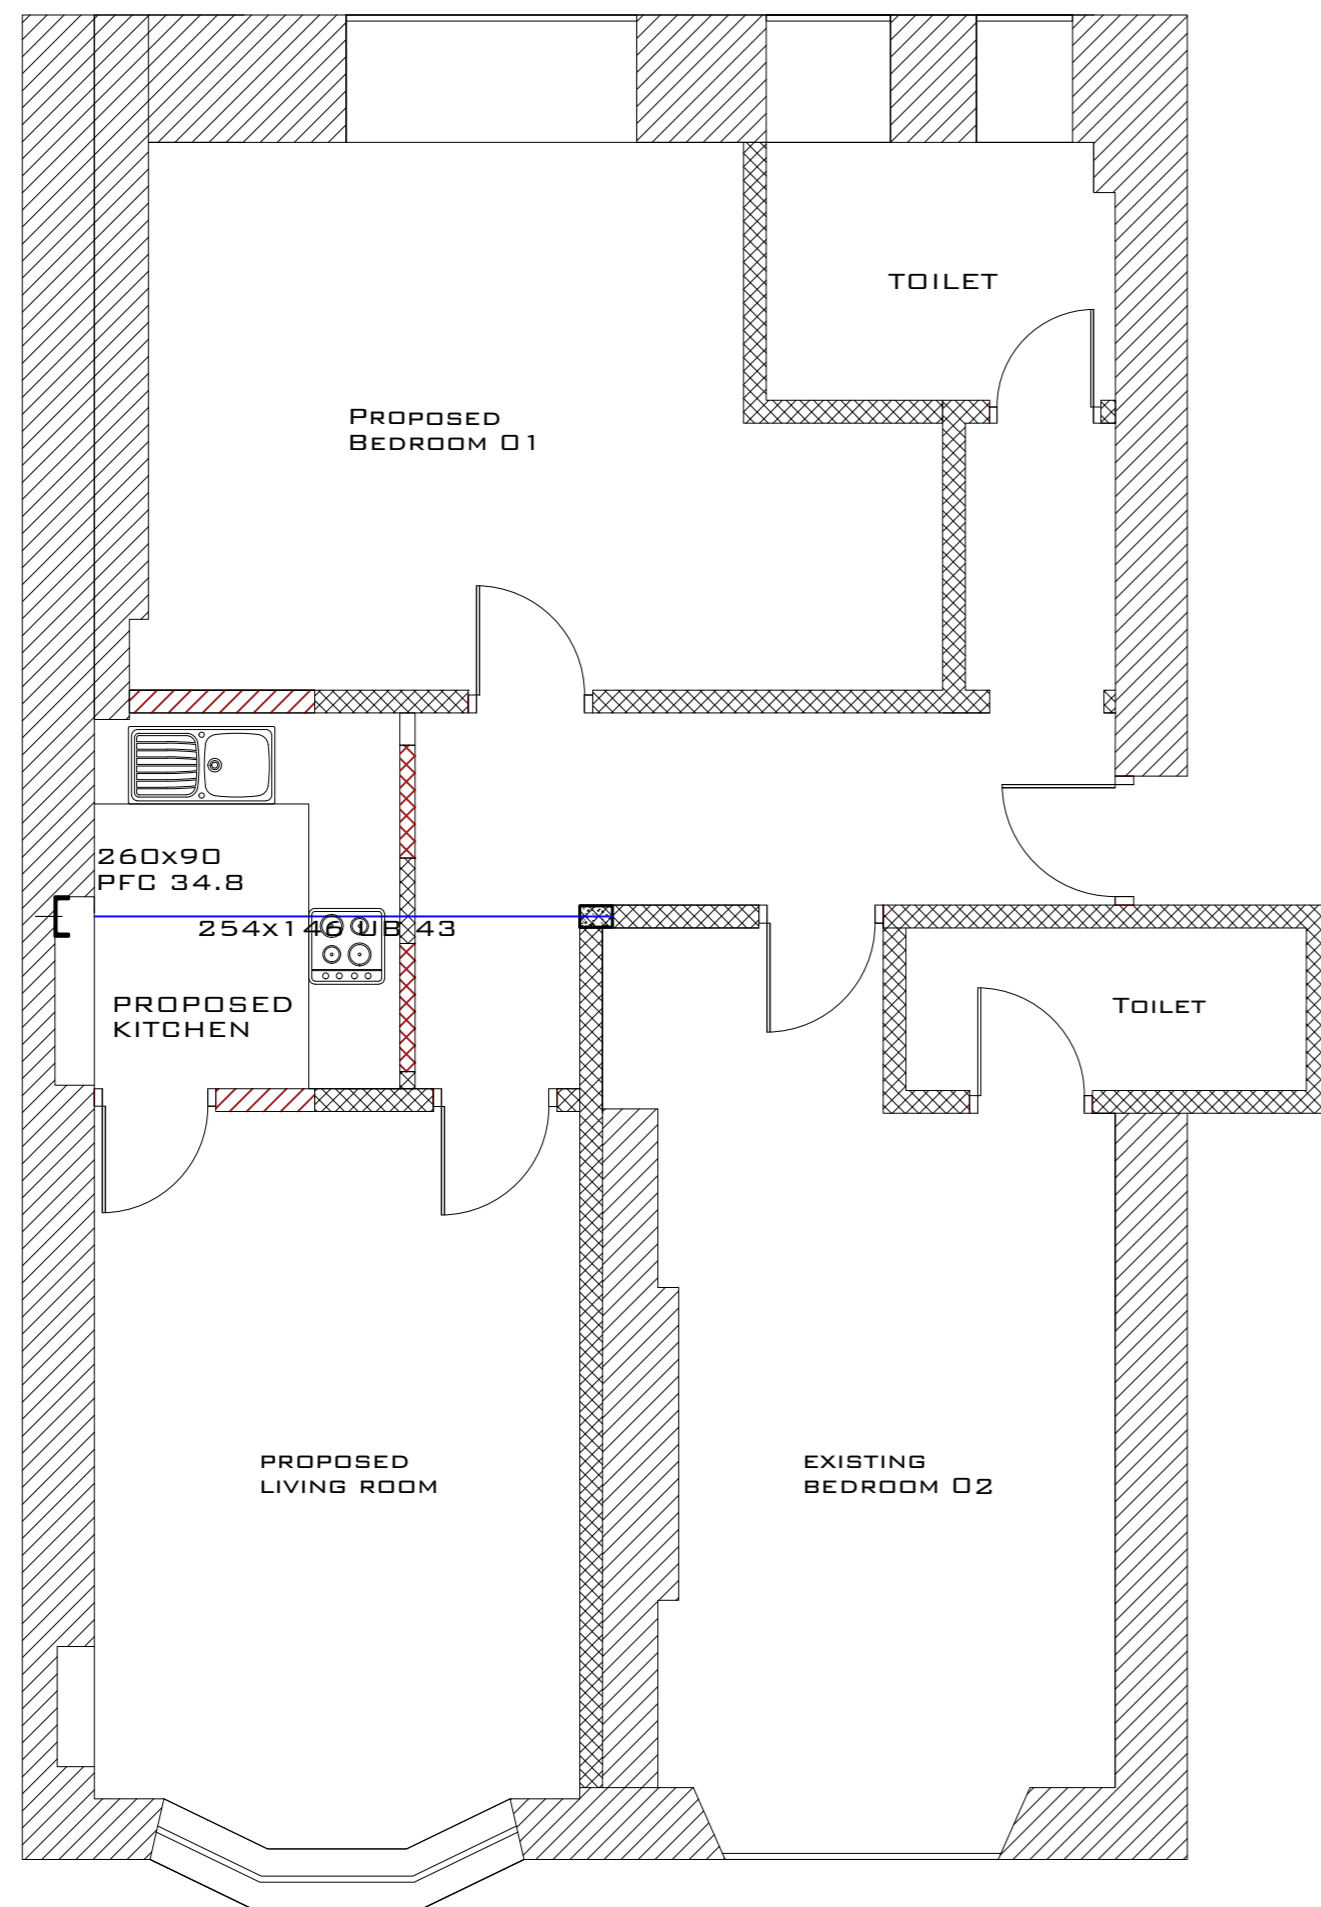 TOILET
PROPOSED
BEDROOM 01
260x90
PFC 34.8
254x146 UB 43
PROPOSED
KITCHEN
TOILET
PROPOSED
LIVING ROOM
EXISTING
BEDROOM 02